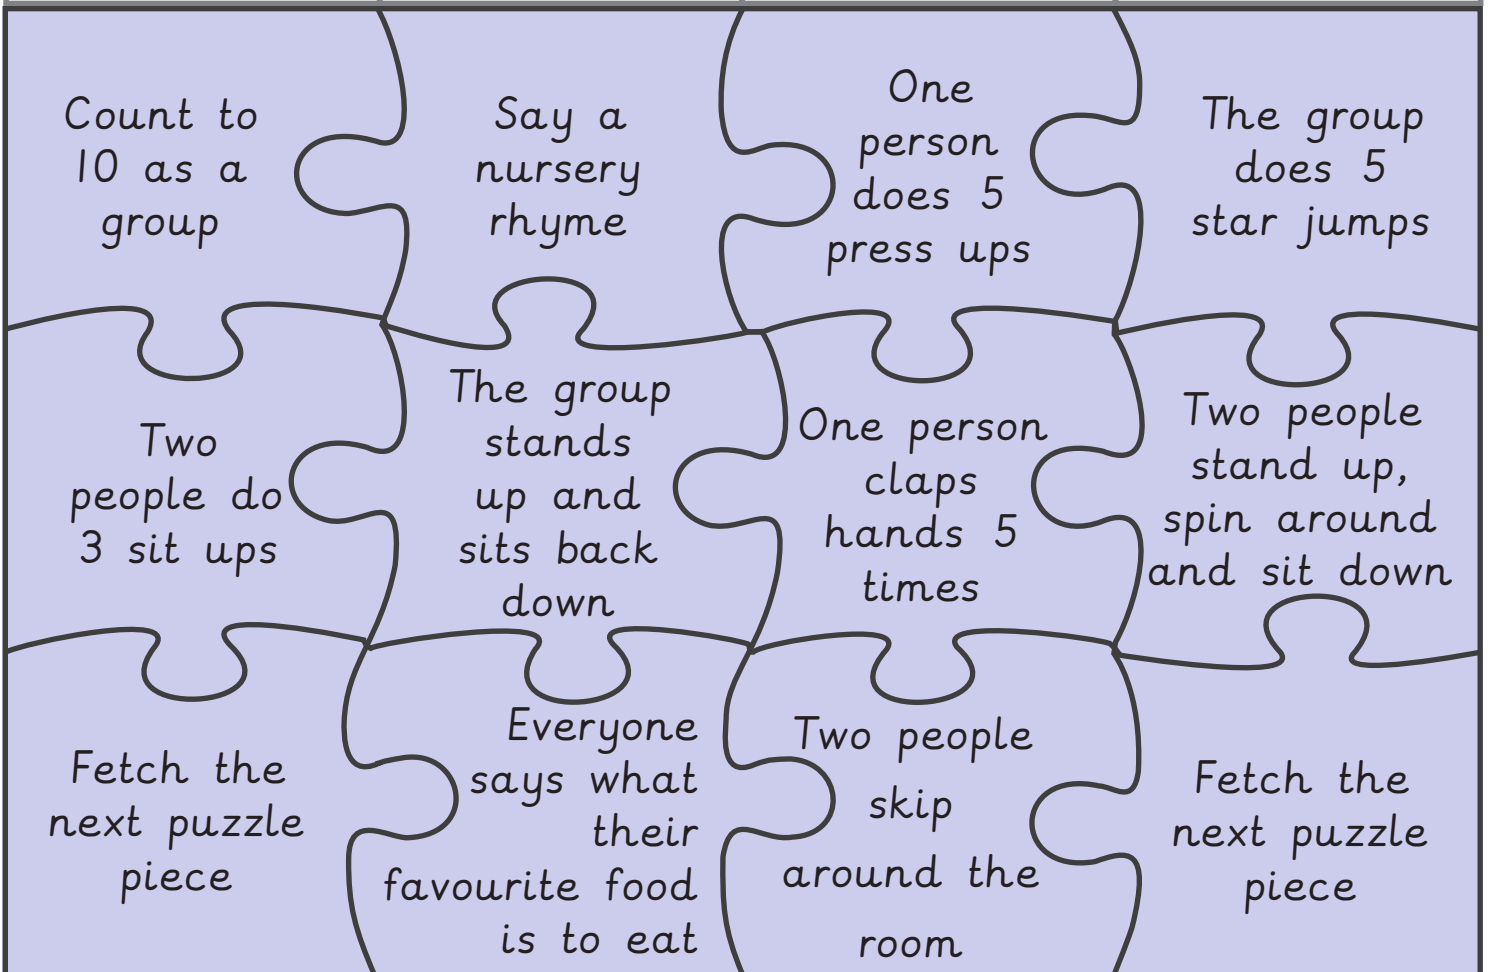 Count to
10 as a
group
Say a
nursery
rhyme
One
person
does 5
press ups
The group
does 5
star jumps
Two
people do
3 sit ups
The group
stands
up and
sits back
down
One person
claps
hands 5
times
Two people
stand up,
spin around
and sit down
Fetch the
next puzzle
piece
Everyone
says what
their
favourite food
is to eat
Two people
skip
around the
room
Fetch the
next puzzle
piece